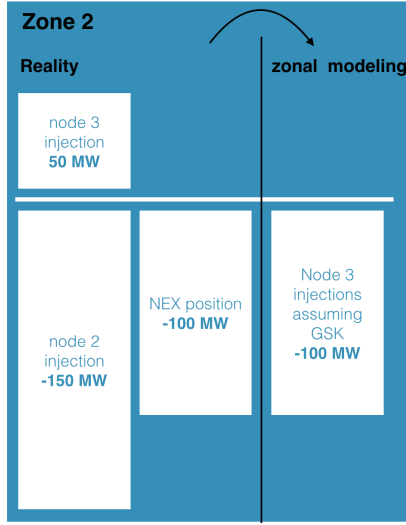 Zone 2
Reality
zonal modeling
node 3
injection
50 MW
node 2
injection
-150 MW
NEX position
-100 MW
Node 3
injections
assuming
GSK
-100 MW